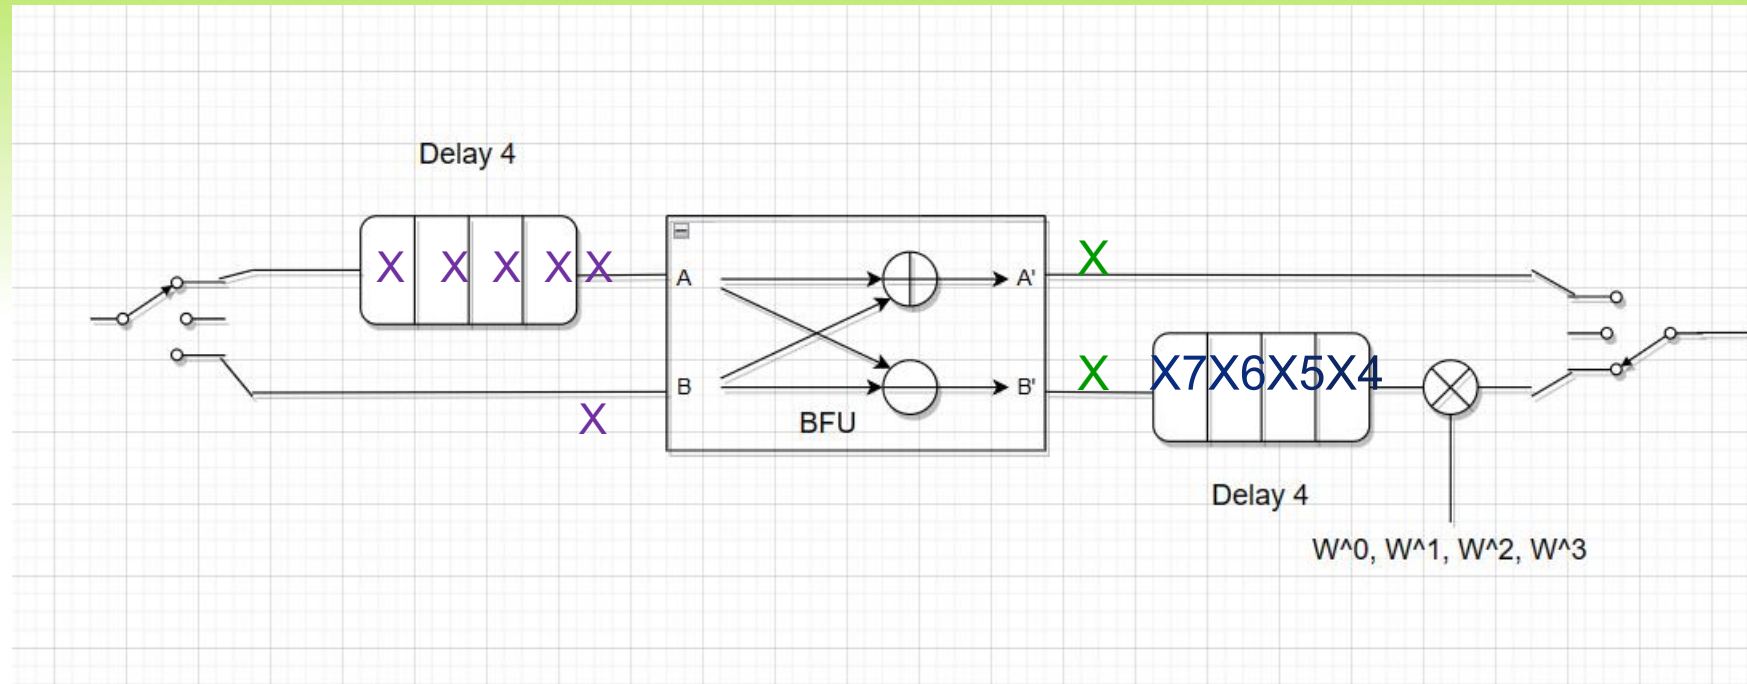 Delay 4
X X X X X
X
A
B
BFU
A'
B'
X
X
X7X6X5X4
Delay 4
W^0, W^1, W^2, W^3